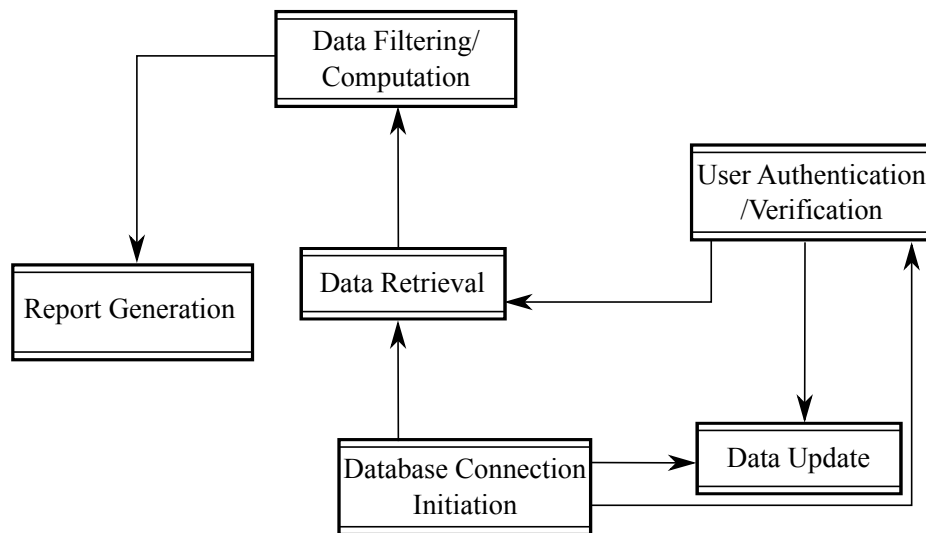 Data Filtering/
Computation
User Authentication
/Verification
Data Retrieval
Report Generation
Database Connection
Initiation
Data Update